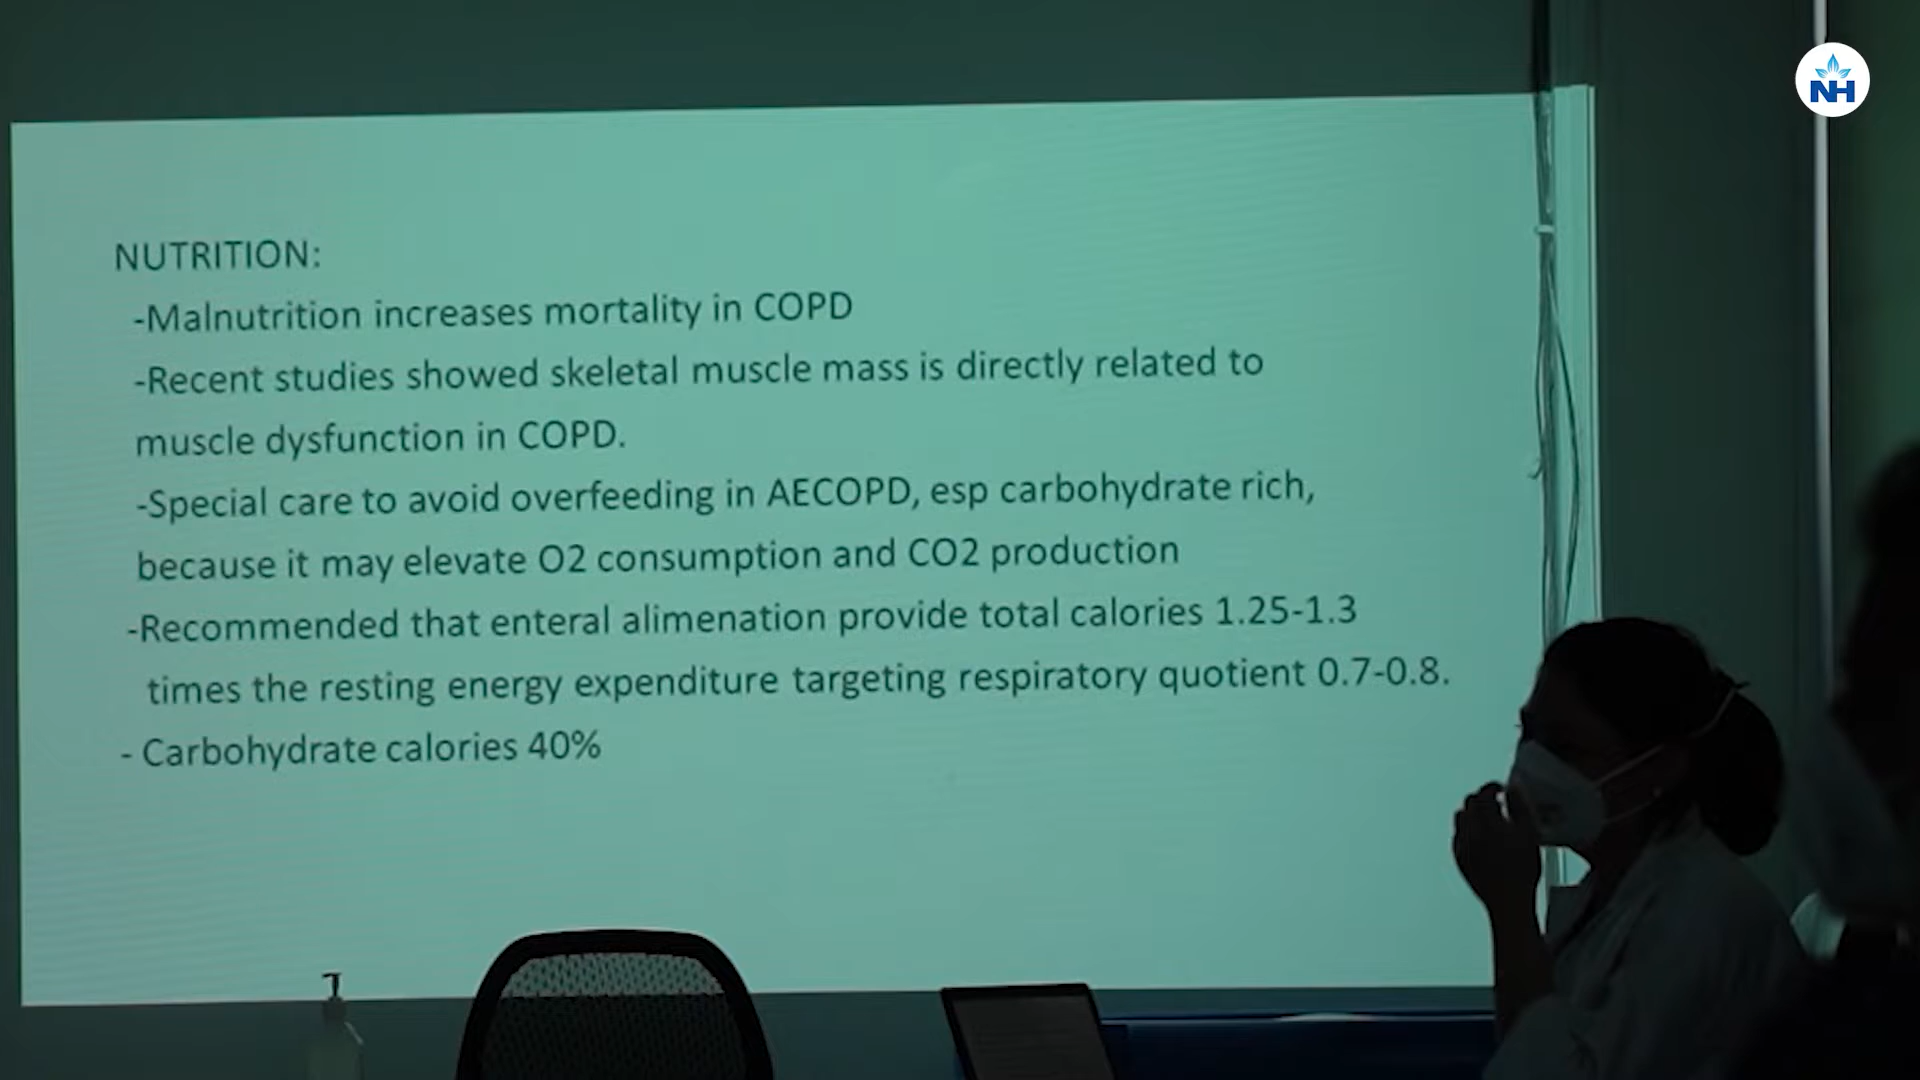 NH
NUTRITION:
-Malnutrition increases mortality in COPD
-Recent studies showed skeletal muscle mass is directly related to
muscle dysfunction in COPD.
-Special care to avoid overfeeding in AECOPD, esp carbohydrate rich,
because it may elevate O2 consumption and CO2 production
-Recommended that enteral alimenation provide total calories 1.25-1.3
times the resting energy expenditure targeting respiratory quotient 0.7-0.8.
- Carbohydrate calories 40%